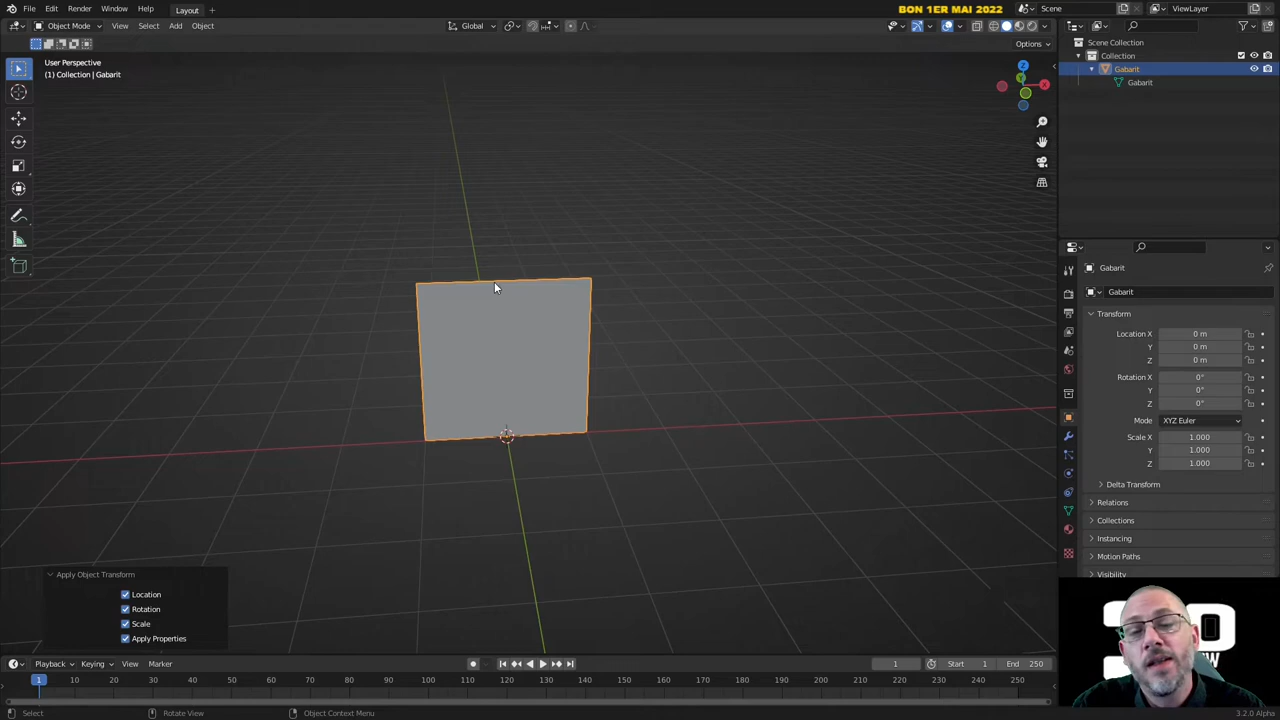 File Edit Render Window Help Layout + BON 1ER MAI 2022 Scene ViewLayer
Object Mode View Select Add Object Global
Options
User Perspective
(1) Collection | Gabarit
Z
Y
X
Scene Collection
Collection
Gabarit
Gabarit
Gabarit
Gabarit
Transform
Location X 0 m
Y 0 m
Z 0 m
Rotation X 0°
Y 0°
Z 0°
Mode XYZ Euler
Scale X 1.000
Y 1.000
Z 1.000
Delta Transform
Relations
Collections
Instancing
Motion Paths
Visibility
Apply Object Transform
Location
Rotation
Scale
Apply Properties
Playback Keying View Marker 1 Start 1 End 250
1 10 20 30 40 50 60 70 80 90 100 110 120 130 140 150 160 170 180 190 200 210 220 230 240 250
Select Rotate View Object Context Menu 3.2.0 Alpha